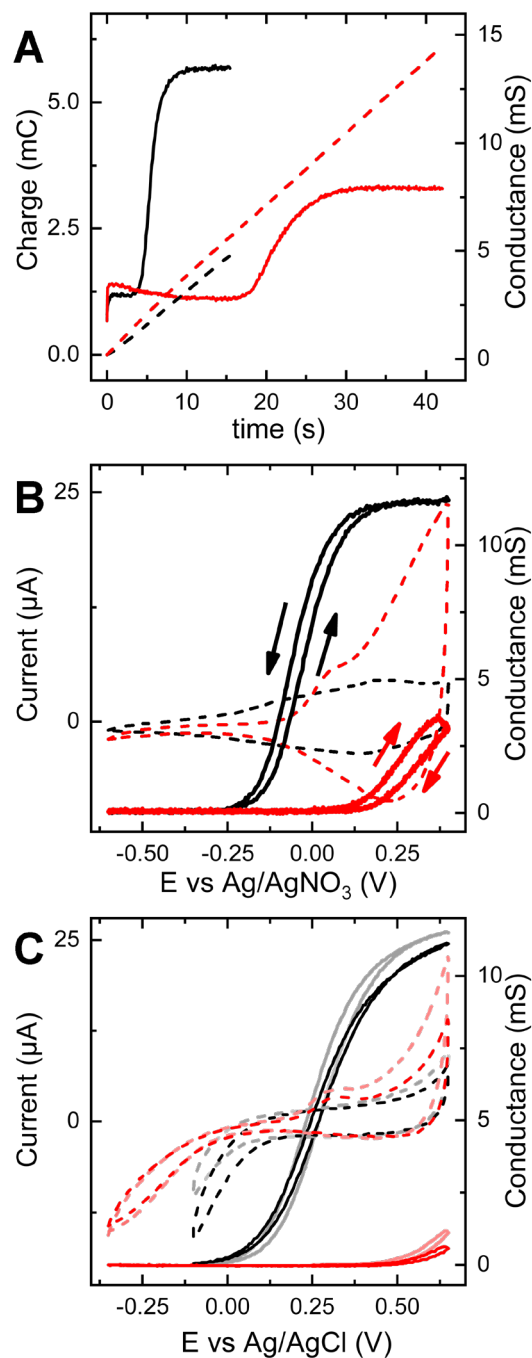 A
Charge (mC)
5.0
2.5
0.0
15
10
5
0
Conductance (mS)
0 10 20 30 40
time (s)
B
Current (µA)
25
0
10
5
0
Conductance (mS)
-0.50 -0.25 0.00 0.25
E vs Ag/AgNO₃ (V)
C
Current (µA)
25
0
10
5
0
Conductance (mS)
-0.25 0.00 0.25 0.50
E vs Ag/AgCl (V)